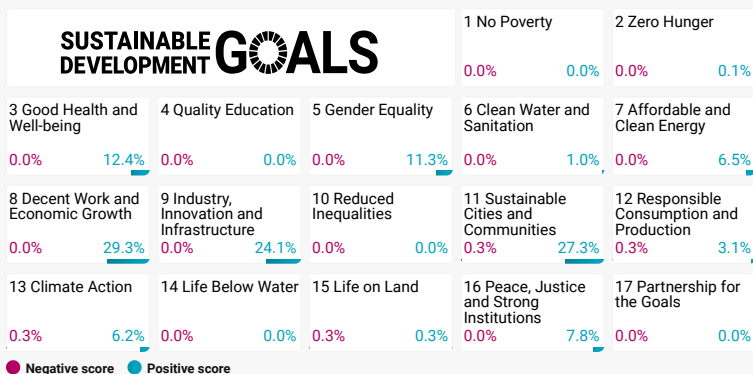 SUSTAINABLE
DEVELOPMENT
GOALS
1 No Poverty
0.0% 0.0%
2 Zero Hunger
0.0% 0.1%
3 Good Health and
Well-being
0.0% 12.4%
4 Quality Education
0.0% 0.0%
5 Gender Equality
0.0% 11.3%
6 Clean Water and
Sanitation
0.0% 1.0%
7 Affordable and
Clean Energy
0.0% 6.5%
8 Decent Work and
Economic Growth
0.0% 29.3%
9 Industry,
Innovation and
Infrastructure
0.0% 24.1%
10 Reduced
Inequalities
0.0% 0.0%
11 Sustainable
Cities and
Communities
0.3% 27.3%
12 Responsible
Consumption and
Production
0.3% 3.1%
13 Climate Action
0.3% 6.2%
14 Life Below Water
0.0% 0.0%
15 Life on Land
0.3% 0.3%
16 Peace, Justice
and Strong
Institutions
0.0% 7.8%
17 Partnership for
the Goals
0.0% 0.0%
Negative score Positive score